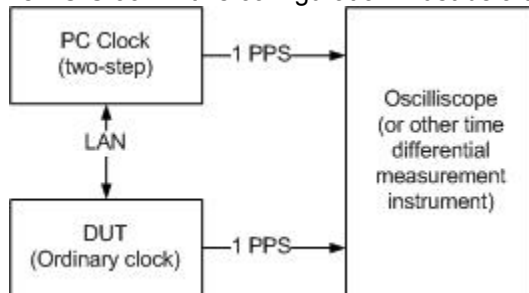 PC Clock
(two-step)
1 PPS
LAN
DUT
(Ordinary clock)
1 PPS
Oscilliscope
(or other time
differential
measurement
instrument)